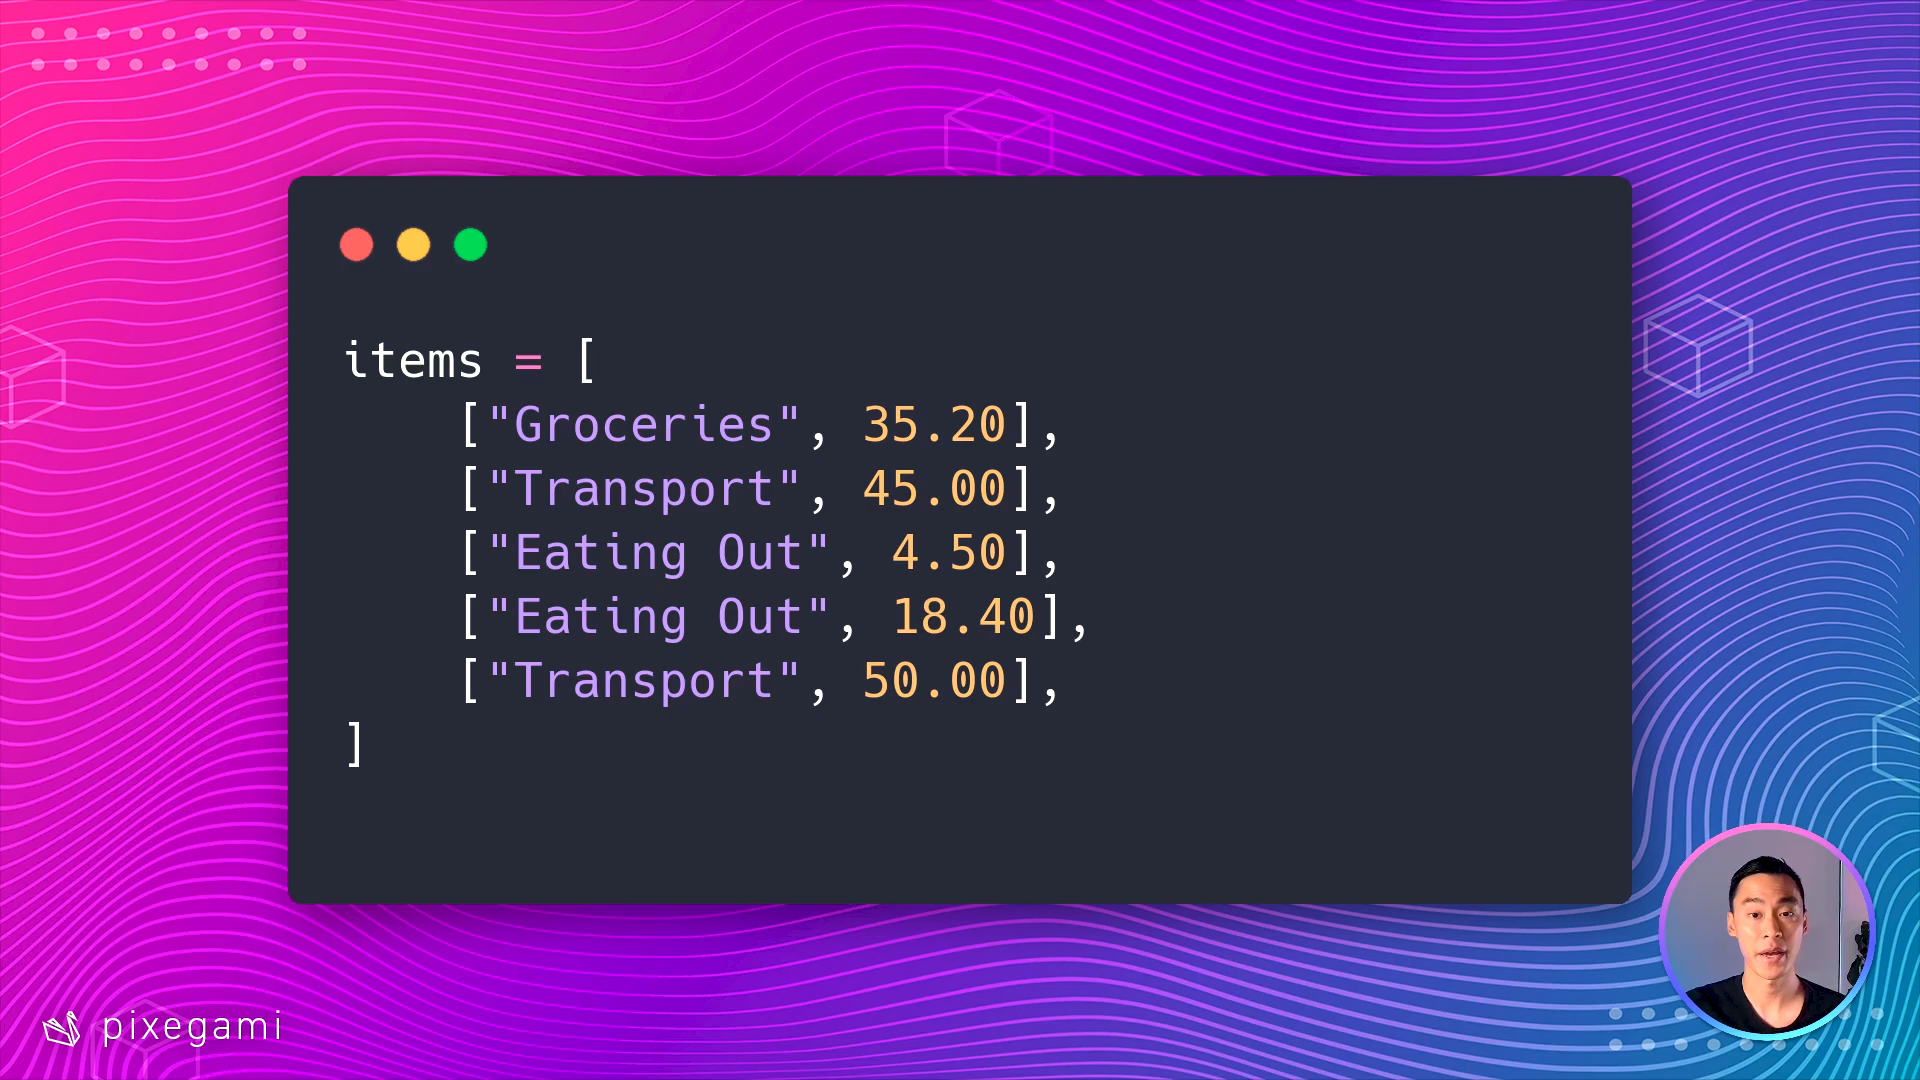 items = [
    ["Groceries", 35.20],
    ["Transport", 45.00],
    ["Eating Out", 4.50],
    ["Eating Out", 18.40],
    ["Transport", 50.00],
]
pixegami